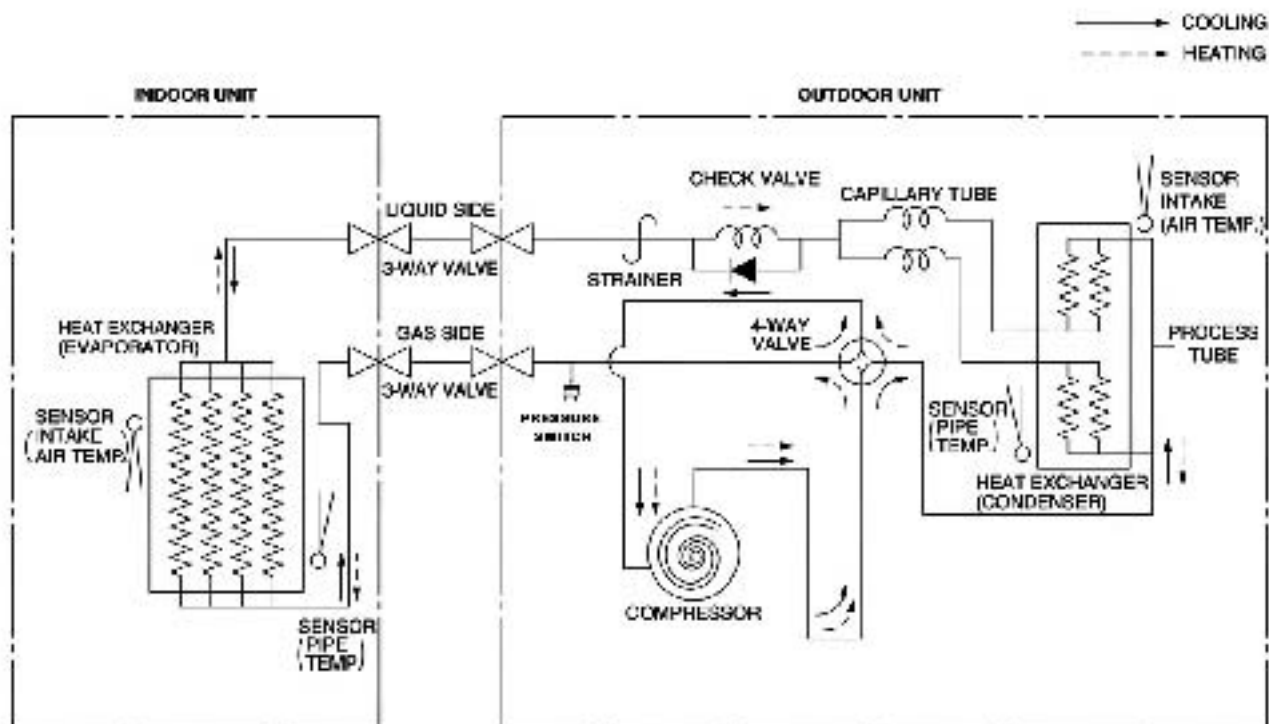 COOLING
HEATING
INDOOR UNIT
OUTDOOR UNIT
CHECK VALVE
CAPILLARY TUBE
SENSOR
INTAKE
(AIR TEMP.)
LIQUID SIDE
3-WAY VALVE
STRAINER
HEAT EXCHANGER
(EVAPORATOR)
GAS SIDE
3-WAY VALVE
4-WAY
VALVE
PROCESS
TUBE
PRESSURE
SWITCH
SENSOR
INTAKE
AIR TEMP.
SENSOR
PIPE
TEMP.
HEAT EXCHANGER
(CONDENSER)
COMPRESSOR
SENSOR
PIPE
TEMP.